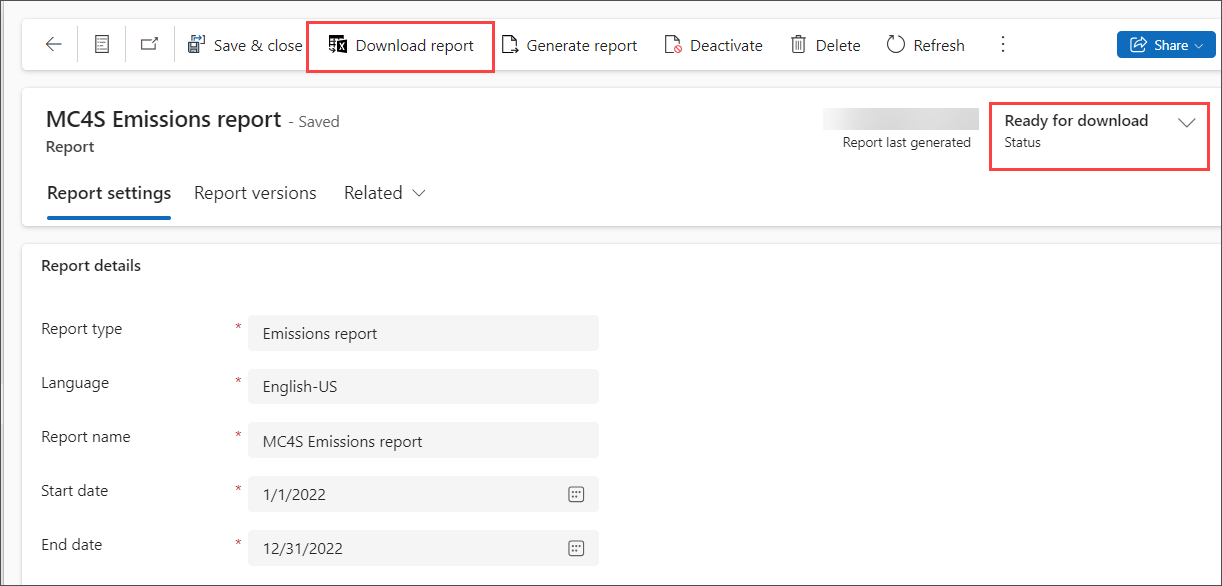 Save & close
Download report
Generate report
Deactivate
Delete
Refresh
Share
MC4S Emissions report - Saved
Report
Report last generated
Ready for download
Status
Report settings
Report versions
Related
Report details
Report type * Emissions report
Language * English-US
Report name * MC4S Emissions report
Start date * 1/1/2022
End date * 12/31/2022